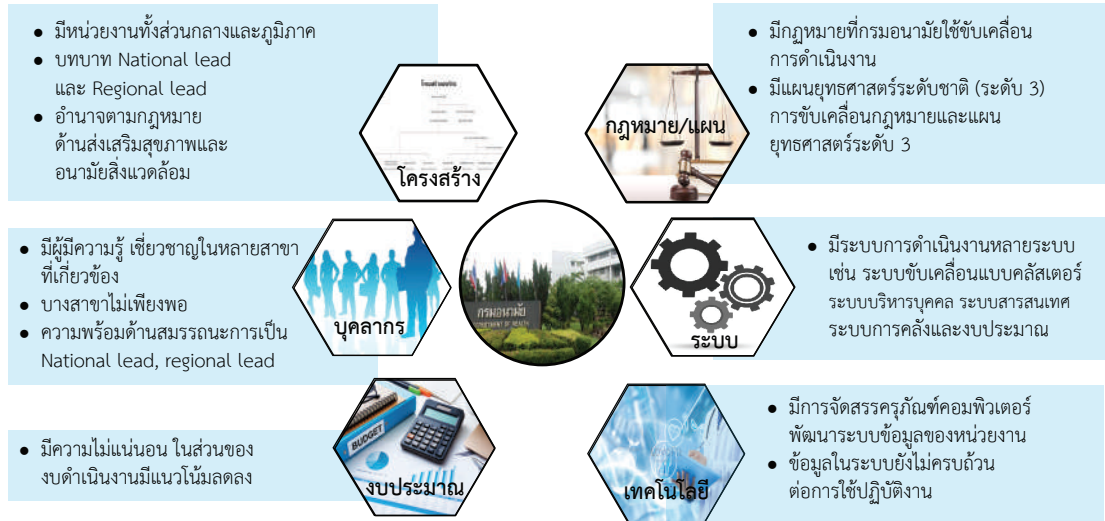 มีหน่วยงานทั้งส่วนกลางและภูมิภาค
บทบาท National lead
และ Regional lead
อำนาจตามกฎหมาย
ด้านส่งเสริมสุขภาพและ
อนามัยสิ่งแวดล้อม
โครงสร้าง
กฎหมาย/แผน
มีกฎหมายที่กรมอนามัยใช้ขับเคลื่อน
การดำเนินงาน
มีแผนยุทธศาสตร์ระดับชาติ (ระดับ 3)
การขับเคลื่อนกฎหมายและแผน
ยุทธศาสตร์ระดับ 3
มีผู้มีความรู้ เชี่ยวชาญในหลายสาขา
ที่เกี่ยวข้อง
บางสาขาไม่เพียงพอ
ความพร้อมด้านสมรรถนะการเป็น
National lead, regional lead
บุคลากร
กรมอนามัย
DEPARTMENT OF HEALTH
ระบบ
มีระบบการดำเนินงานหลายระบบ
เช่น ระบบขับเคลื่อนแบบคลัสเตอร์
ระบบบริหารบุคคล ระบบสารสนเทศ
ระบบการคลังและงบประมาณ
มีความไม่แน่นอน ในส่วนของ
งบดำเนินงานมีแนวโน้มลดลง
BUDGET
งบประมาณ
เทคโนโลยี
มีการจัดสรรครุภัณฑ์คอมพิวเตอร์
พัฒนาระบบข้อมูลของหน่วยงาน
ข้อมูลในระบบยังไม่ครบถ้วน
ต่อการใช้ปฏิบัติงาน